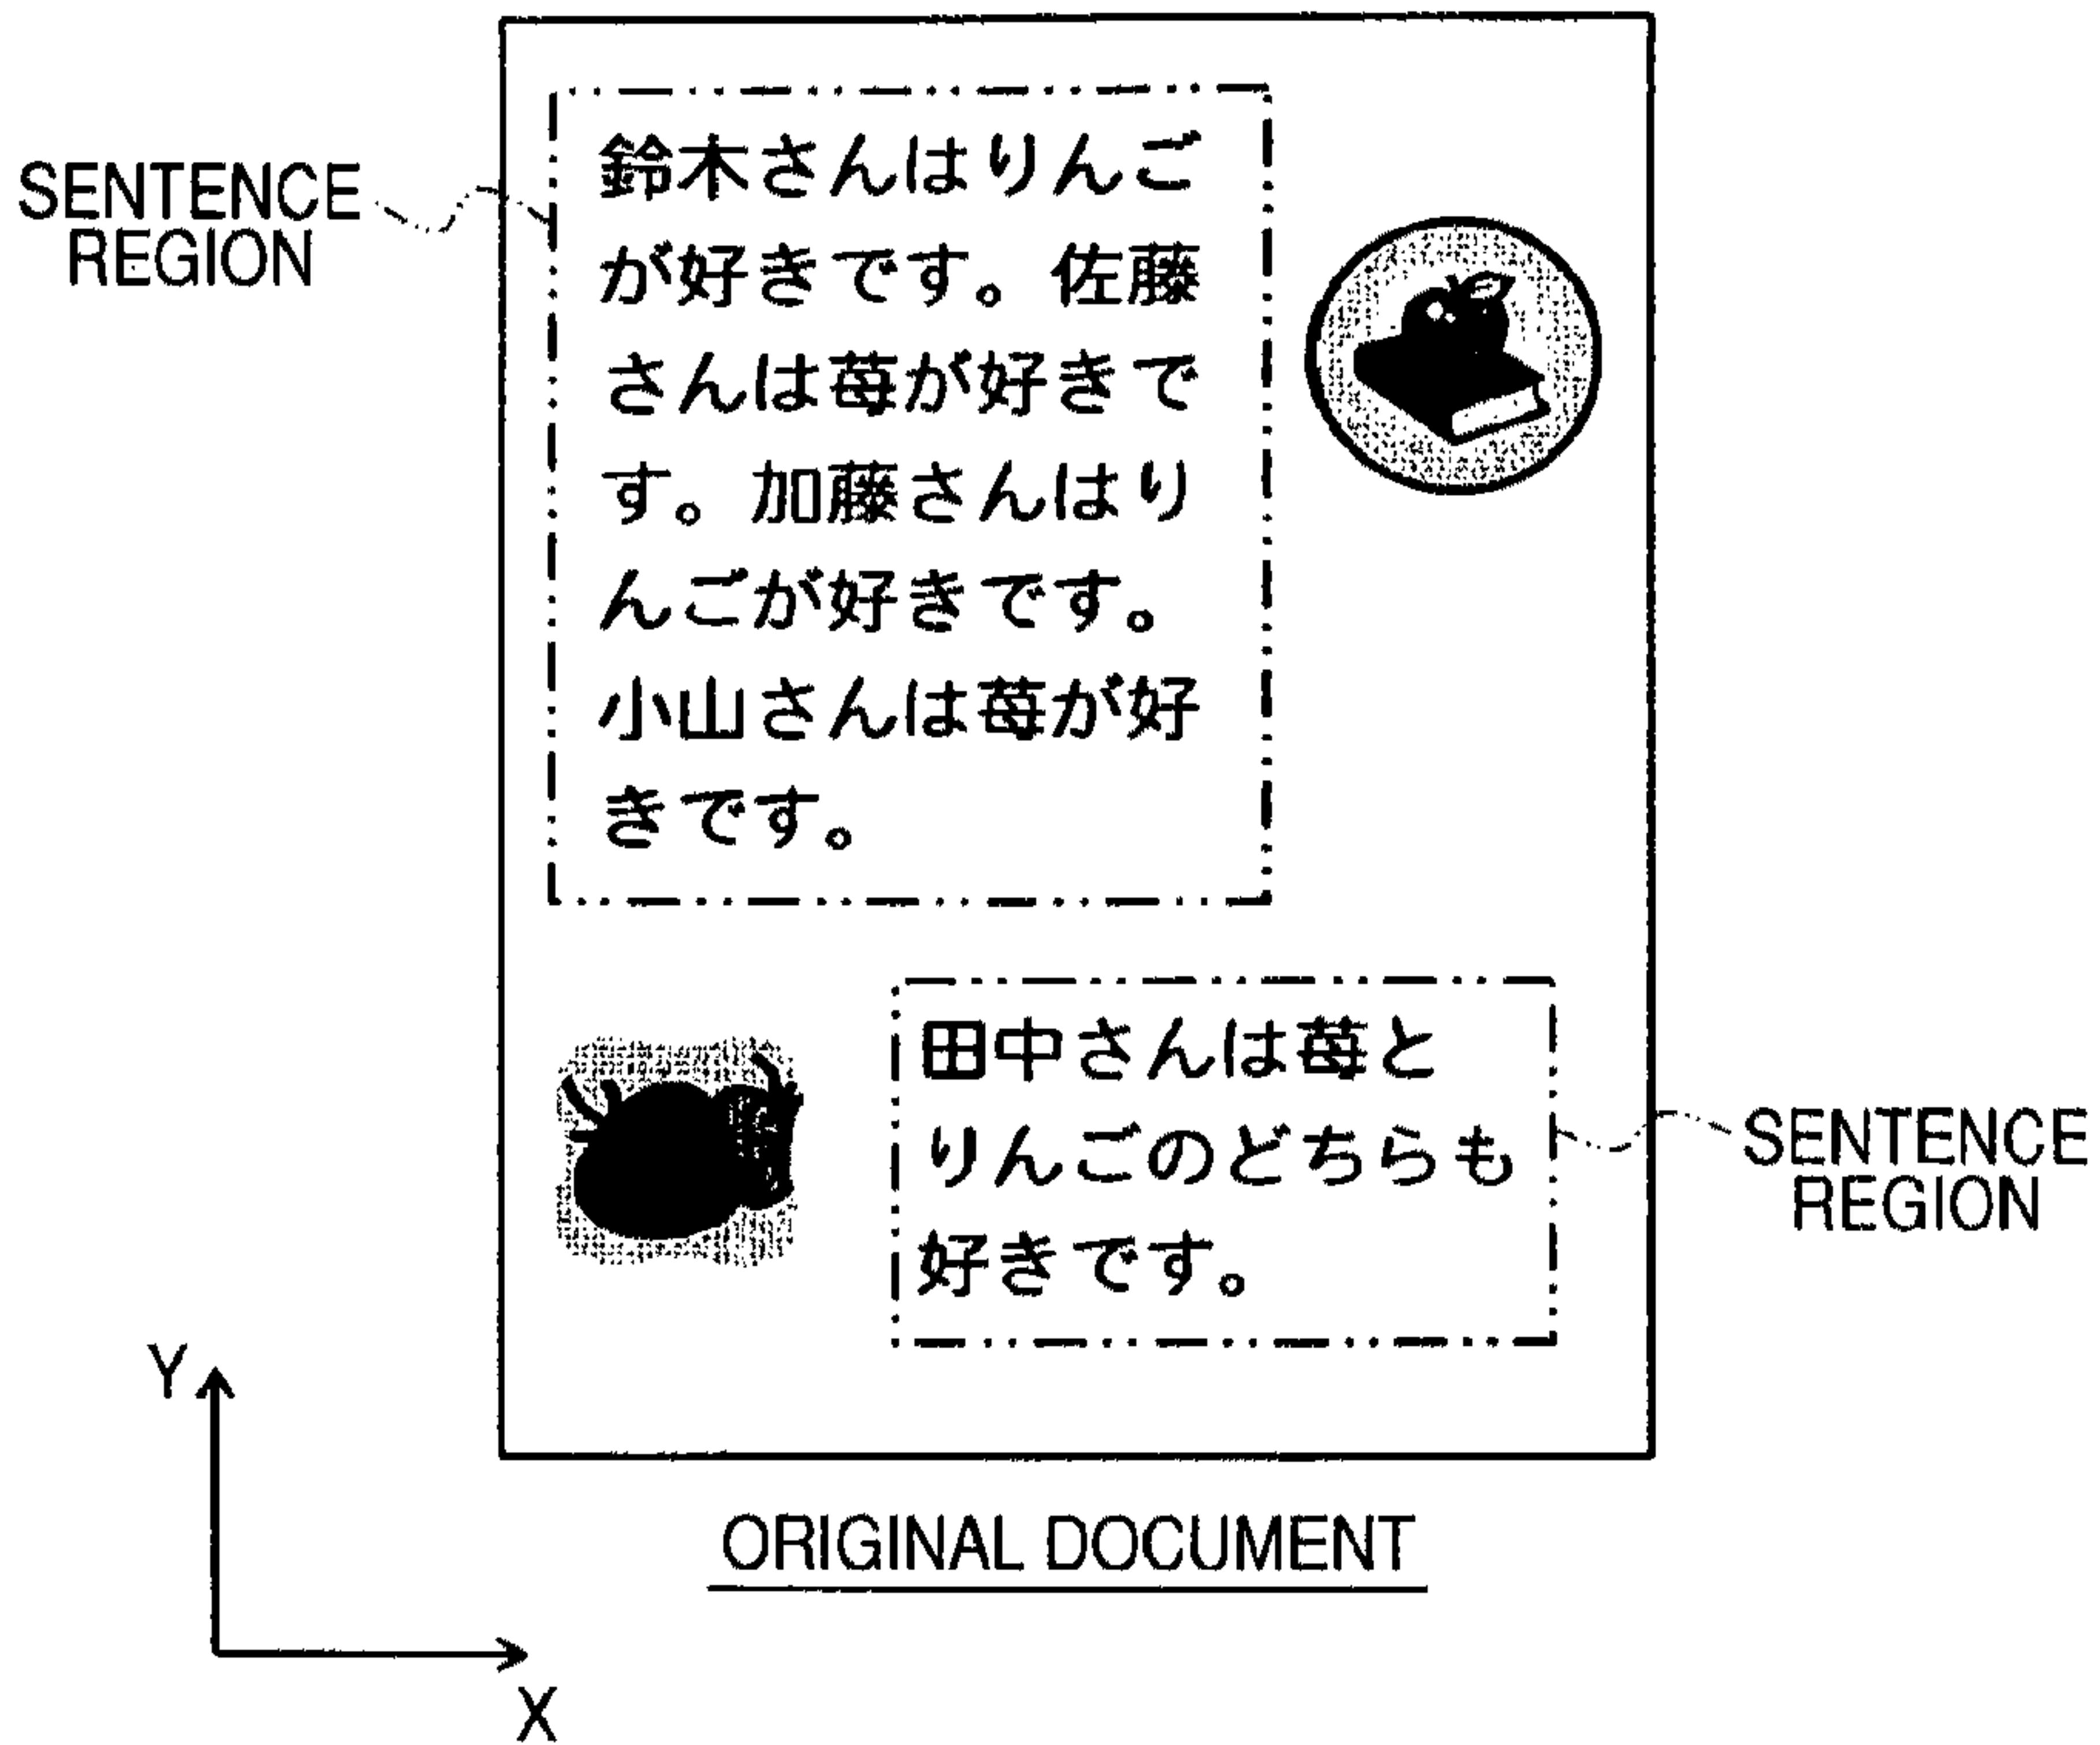 SENTENCE
REGION
鈴木さんはりんご
が好きです。佐藤
さんは苺が好きで
す。加藤さんはり
んごが好きです。
小山さんは苺が好
きです。
田中さんは苺と
りんごのどちらも
好きです。
SENTENCE
REGION
Y
X
ORIGINAL DOCUMENT